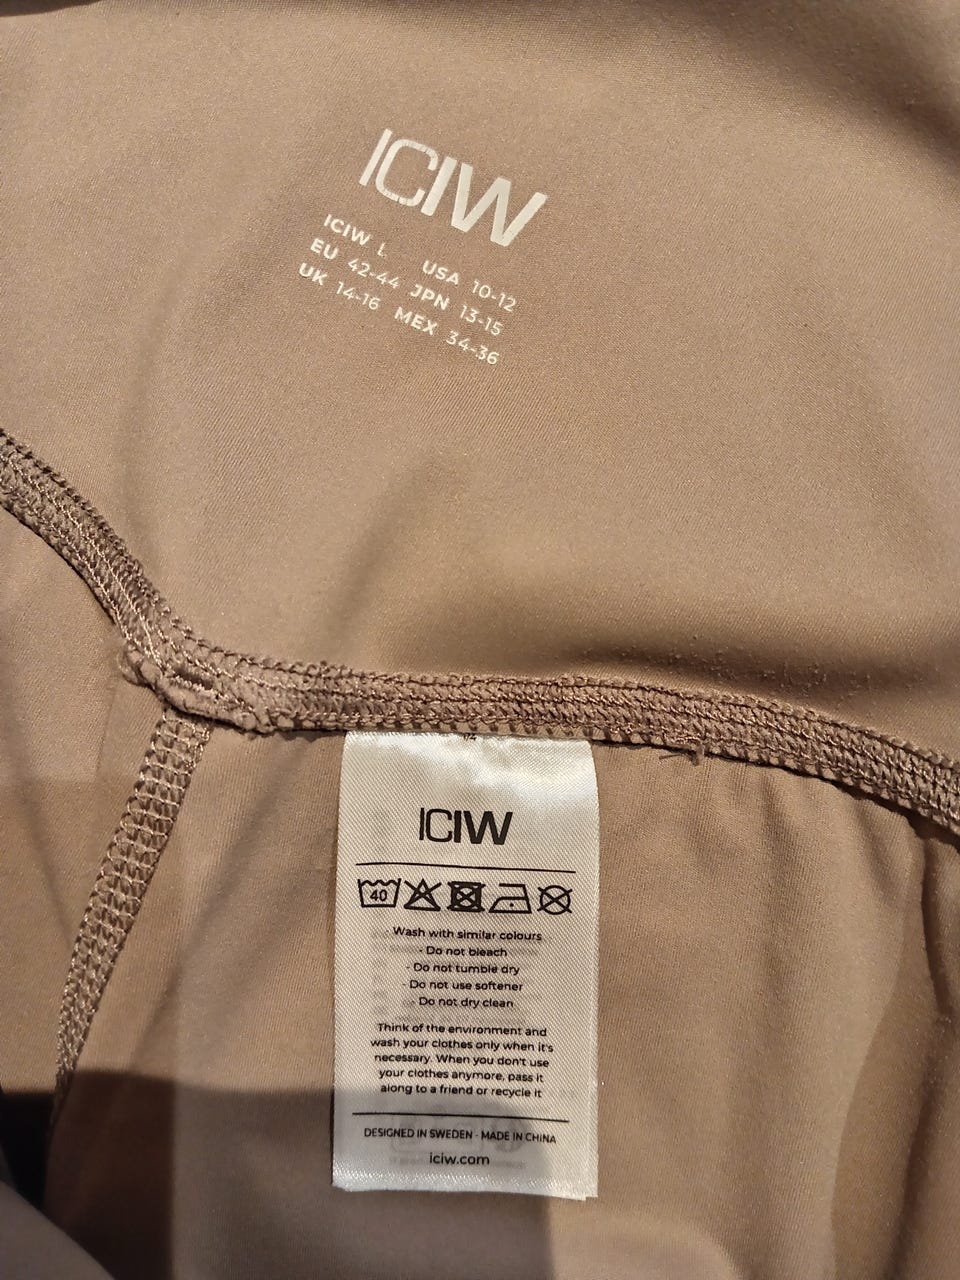 ICIW
ICIW L USA 10-12
EU 42-44 JPN 13-15
UK 14-16 MEX 34-36
ICIW
40
- Wash with similar colours
- Do not bleach
- Do not tumble dry
- Do not use softener
- Do not dry clean
Think of the environment and
wash your clothes only when it's
necessary. When you don't use
your clothes anymore, pass it
along to a friend or recycle it
DESIGNED IN SWEDEN - MADE IN CHINA
iciw.com